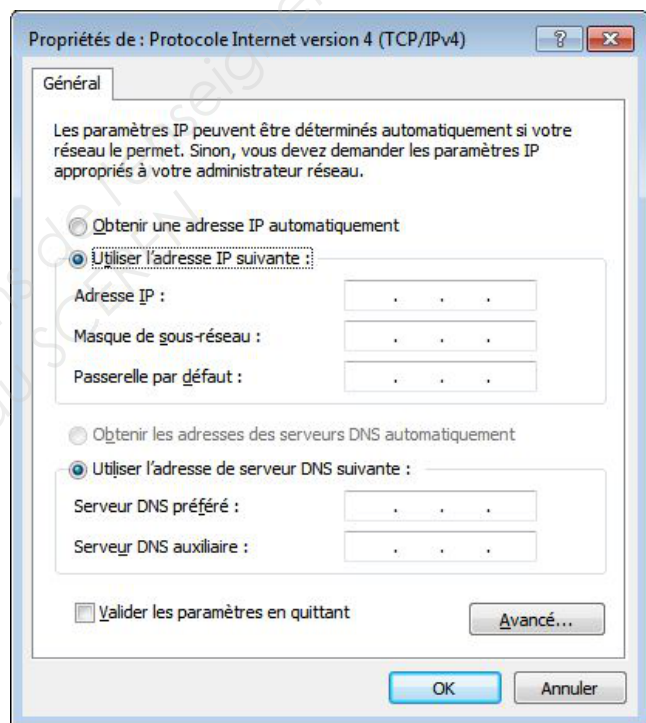 Propriétés de : Protocole Internet version 4 (TCP/IPv4)
Général
Les paramètres IP peuvent être déterminés automatiquement si votre
réseau le permet. Sinon, vous devez demander les paramètres IP
appropriés à votre administrateur réseau.
Obtenir une adresse IP automatiquement
Utiliser l'adresse IP suivante :
Adresse IP :
. . .
Masque de sous-réseau :
. . .
Passerelle par défaut :
. . .
Obtenir les adresses des serveurs DNS automatiquement
Utiliser l'adresse de serveur DNS suivante :
Serveur DNS préféré :
. . .
Serveur DNS auxiliaire :
. . .
Valider les paramètres en quittant
Avancé...
OK
Annuler
de l'enseigne
au SCEREN